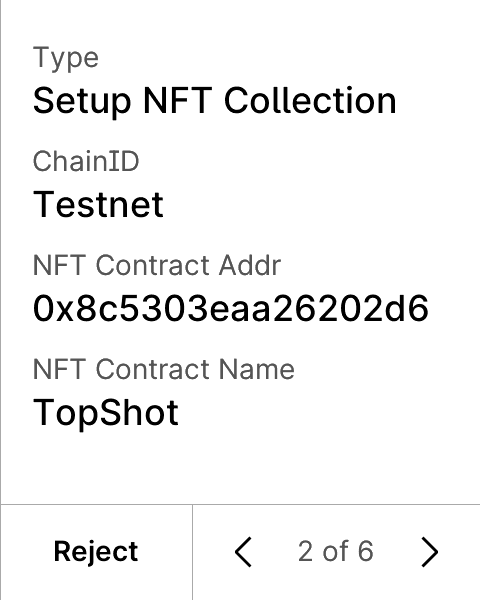 Type
Setup NFT Collection
ChainID
Testnet
NFT Contract Addr
0x8c5303eaa26202d6
NFT Contract Name
TopShot
Reject
2 of 6